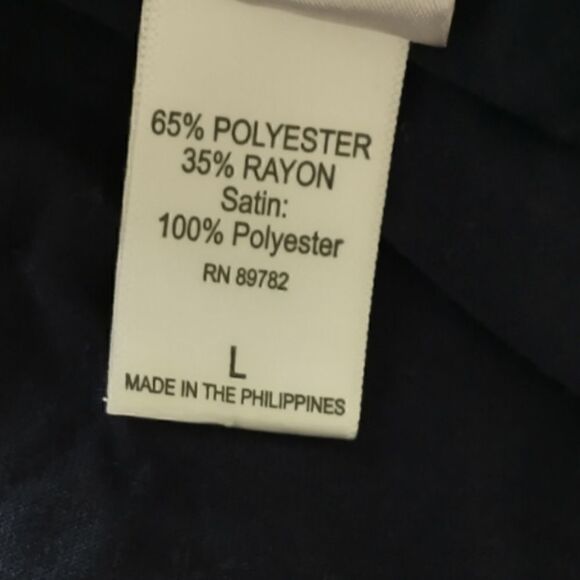 65% POLYESTER
35% RAYON
Satin:
100% Polyester
RN 89782
L
MADE IN THE PHILIPPINES